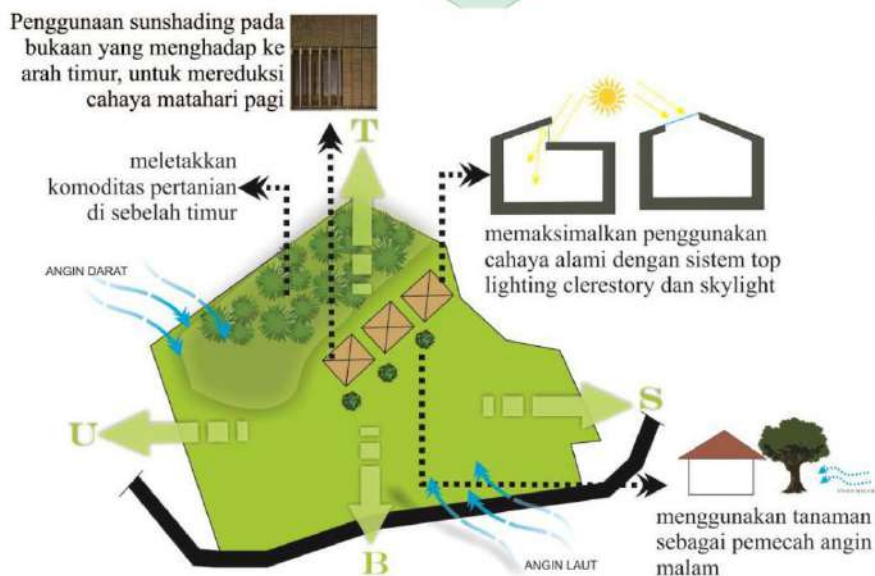 Penggunaan sunshading pada
bukaan yang menghadap ke
arah timur, untuk mereduksi
cahaya matahari pagi
T
meletakkan
komoditas pertanian
di sebelah timur
memaksimalkan penggunakan
cahaya alami dengan sistem top
lighting clerestory dan skylight
ANGIN DARAT
U
S
B
ANGIN LAUT
menggunakan tanaman
sebagai pemecah angin
malam